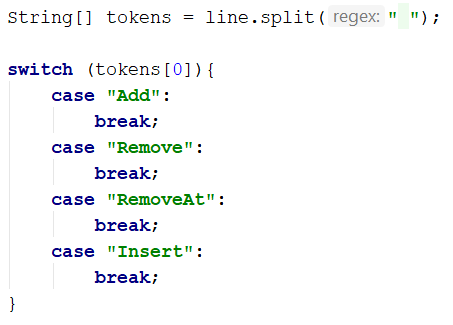 String[] tokens = line.split( regex: " ");
switch (tokens[0]){
case "Add":
break;
case "Remove":
break;
case "RemoveAt":
break;
case "Insert":
break;
}